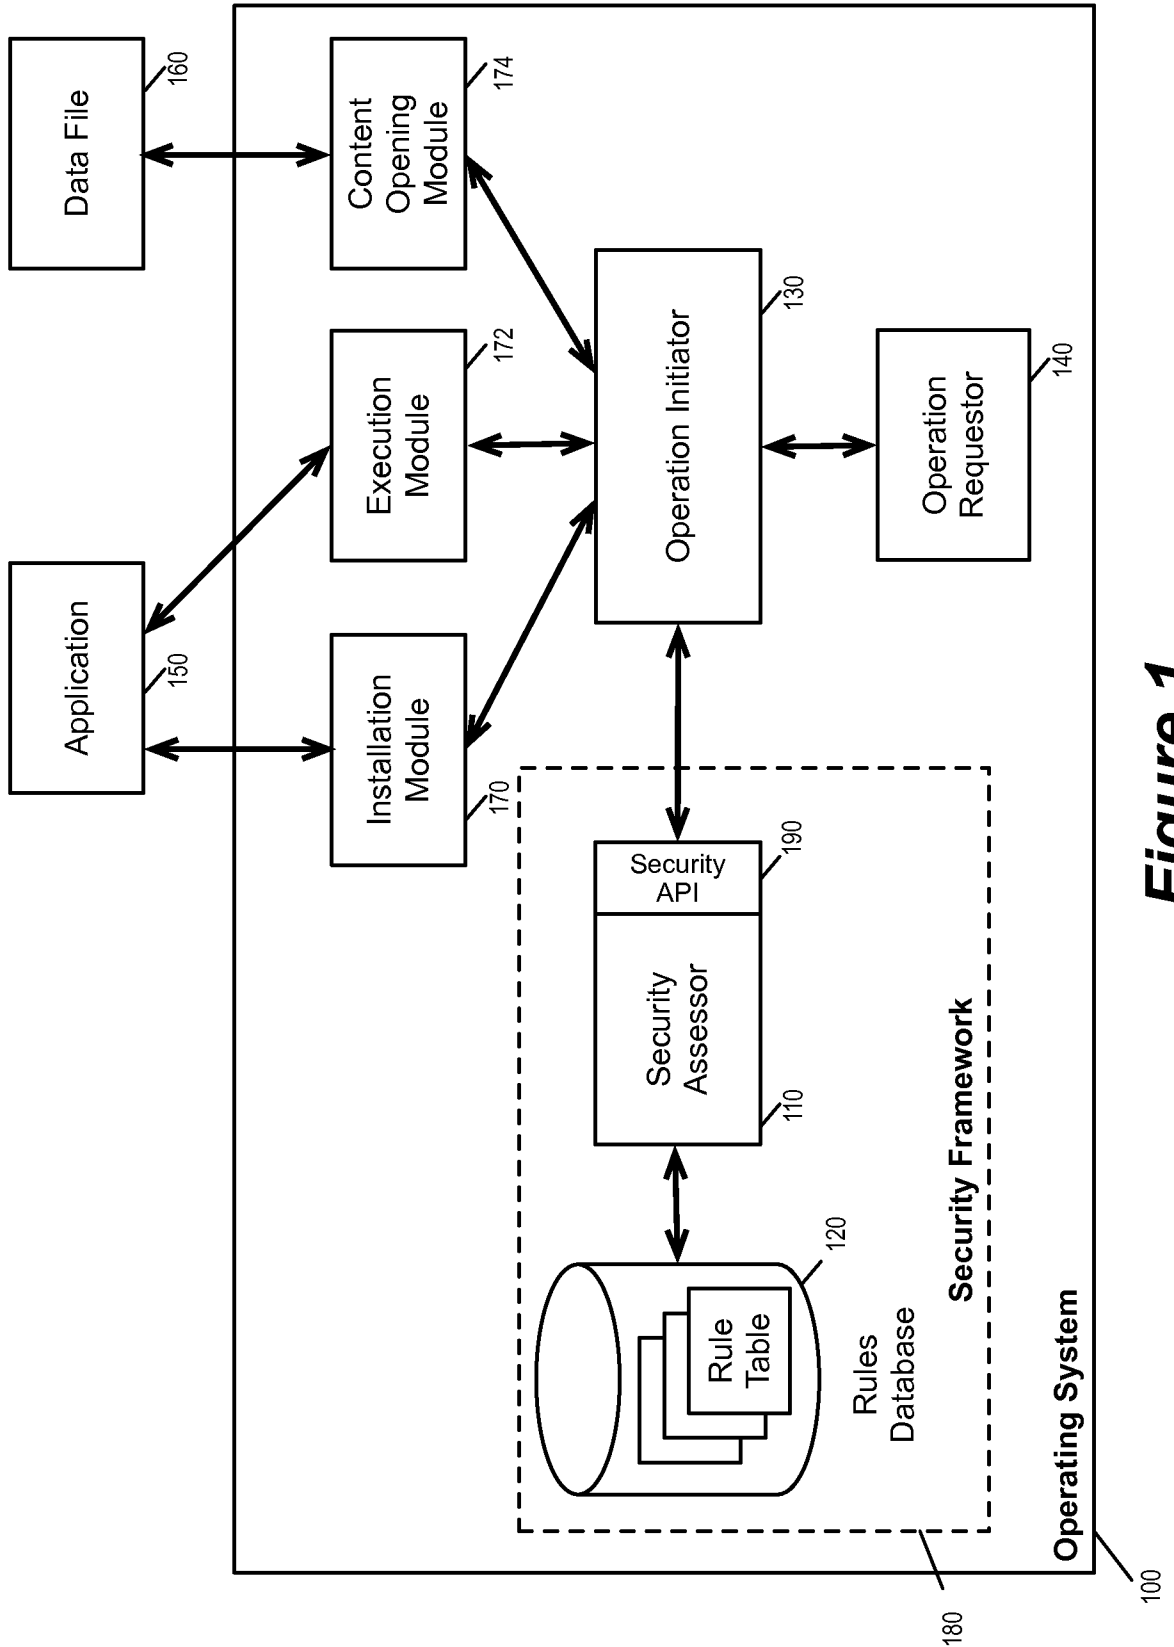 Application
150
Data File
160
Installation
Module
170
Execution
Module
172
Content
Opening
Module
174
Rule
Table
120
Rules
Database
Security
Assessor
110
Security
API
190
Operation Initiator
130
Operation
Requestor
140
Security Framework
180
Operating System
100
Figure 1